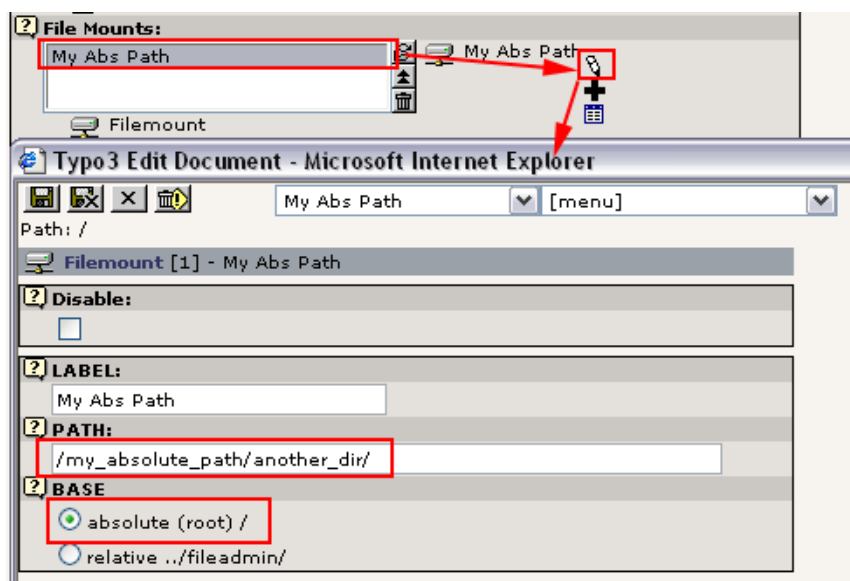 File Mounts:
My Abs Path
My Abs Path
Filemount
Typo3 Edit Document - Microsoft Internet Explorer
My Abs Path [menu]
Path: /
Filemount [1] - My Abs Path
Disable:
LABEL:
My Abs Path
PATH:
/my_absolute_path/another_dir/
BASE
absolute (root) /
relative ../fileadmin/